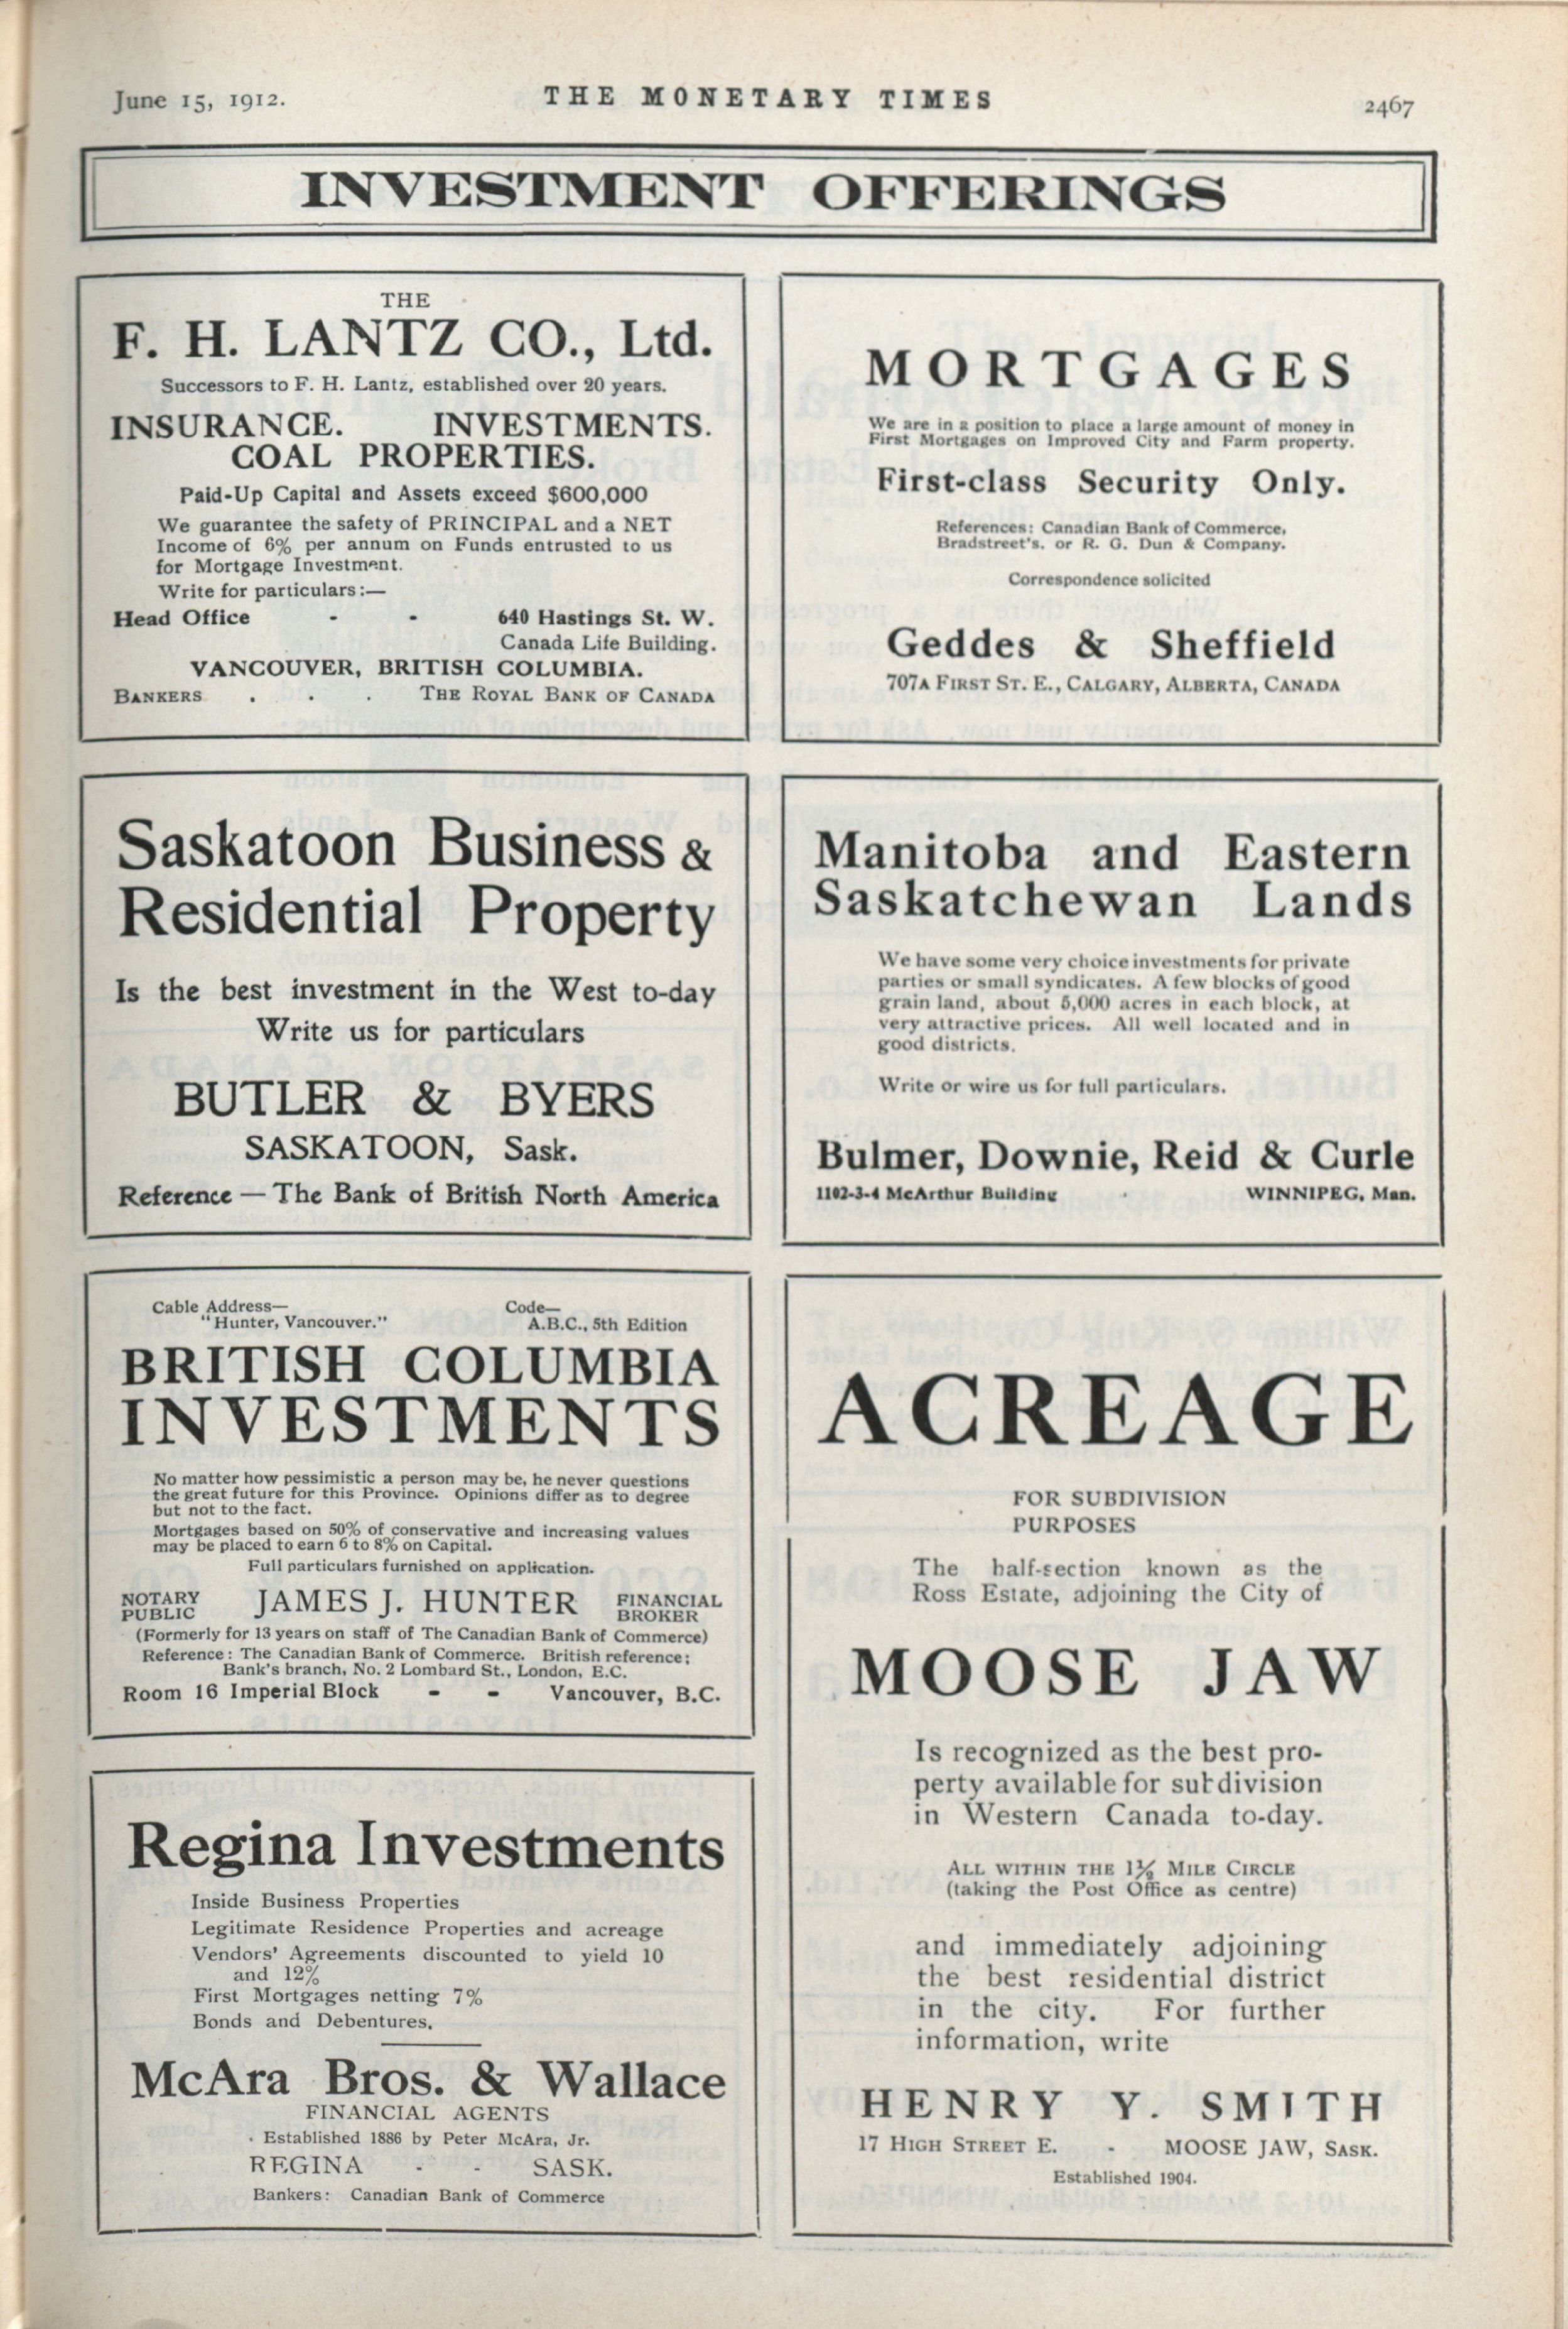 June 15, 1912.
THE MONETARY TIMES
2467
INVESTMENT OFFERINGS
THE
F. H. LANTZ CO., Ltd.
Successors to F. H. Lantz, established over 20 years.
INSURANCE. INVESTMENTS.
COAL PROPERTIES.
Paid-Up Capital and Assets exceed $600,000
We guarantee the safety of PRINCIPAL and a NET
Income of 6% per annum on Funds entrusted to us
for Mortgage Investment.
Write for particulars:—
Head Office - - 640 Hastings St. W.
Canada Life Building.
VANCOUVER, BRITISH COLUMBIA.
BANKERS . . . THE ROYAL BANK OF CANADA
MORTGAGES
We are in a position to place a large amount of money in
First Mortgages on Improved City and Farm property.
First-class Security Only.
References: Canadian Bank of Commerce,
Bradstreet's, or R. G. Dun & Company.
Correspondence solicited
Geddes & Sheffield
707A FIRST ST. E., CALGARY, ALBERTA, CANADA
Saskatoon Business &
Residential Property
Is the best investment in the West to-day
Write us for particulars
BUTLER & BYERS
SASKATOON, Sask.
Reference — The Bank of British North America
Manitoba and Eastern
Saskatchewan Lands
We have some very choice investments for private
parties or small syndicates. A few blocks of good
grain land, about 5,000 acres in each block, at
very attractive prices. All well located and in
good districts.
Write or wire us for full particulars.
Bulmer, Downie, Reid & Curle
1102-3-4 McArthur Building WINNIPEG, Man.
Cable Address— Code—
"Hunter, Vancouver." A.B.C., 5th Edition
BRITISH COLUMBIA
INVESTMENTS
No matter how pessimistic a person may be, he never questions
the great future for this Province. Opinions differ as to degree
but not to the fact.
Mortgages based on 50% of conservative and increasing values
may be placed to earn 6 to 8% on Capital.
Full particulars furnished on application.
NOTARY PUBLIC JAMES J. HUNTER FINANCIAL BROKER
(Formerly for 13 years on staff of The Canadian Bank of Commerce)
Reference: The Canadian Bank of Commerce. British reference;
Bank's branch, No. 2 Lombard St., London, E.C.
Room 16 Imperial Block - - Vancouver, B.C.
Regina Investments
Inside Business Properties
Legitimate Residence Properties and acreage
Vendors' Agreements discounted to yield 10
and 12%
First Mortgages netting 7%
Bonds and Debentures.
McAra Bros. & Wallace
FINANCIAL AGENTS
Established 1886 by Peter McAra, Jr.
REGINA - - SASK.
Bankers: Canadian Bank of Commerce
ACREAGE
FOR SUBDIVISION
PURPOSES
The half-section known as the
Ross Estate, adjoining the City of
MOOSE JAW
Is recognized as the best pro-
perty available for subdivision
in Western Canada to-day.
ALL WITHIN THE 1½ MILE CIRCLE
(taking the Post Office as centre)
and immediately adjoining
the best residential district
in the city. For further
information, write
HENRY Y. SMITH
17 HIGH STREET E. - MOOSE JAW, SASK.
Established 1904.